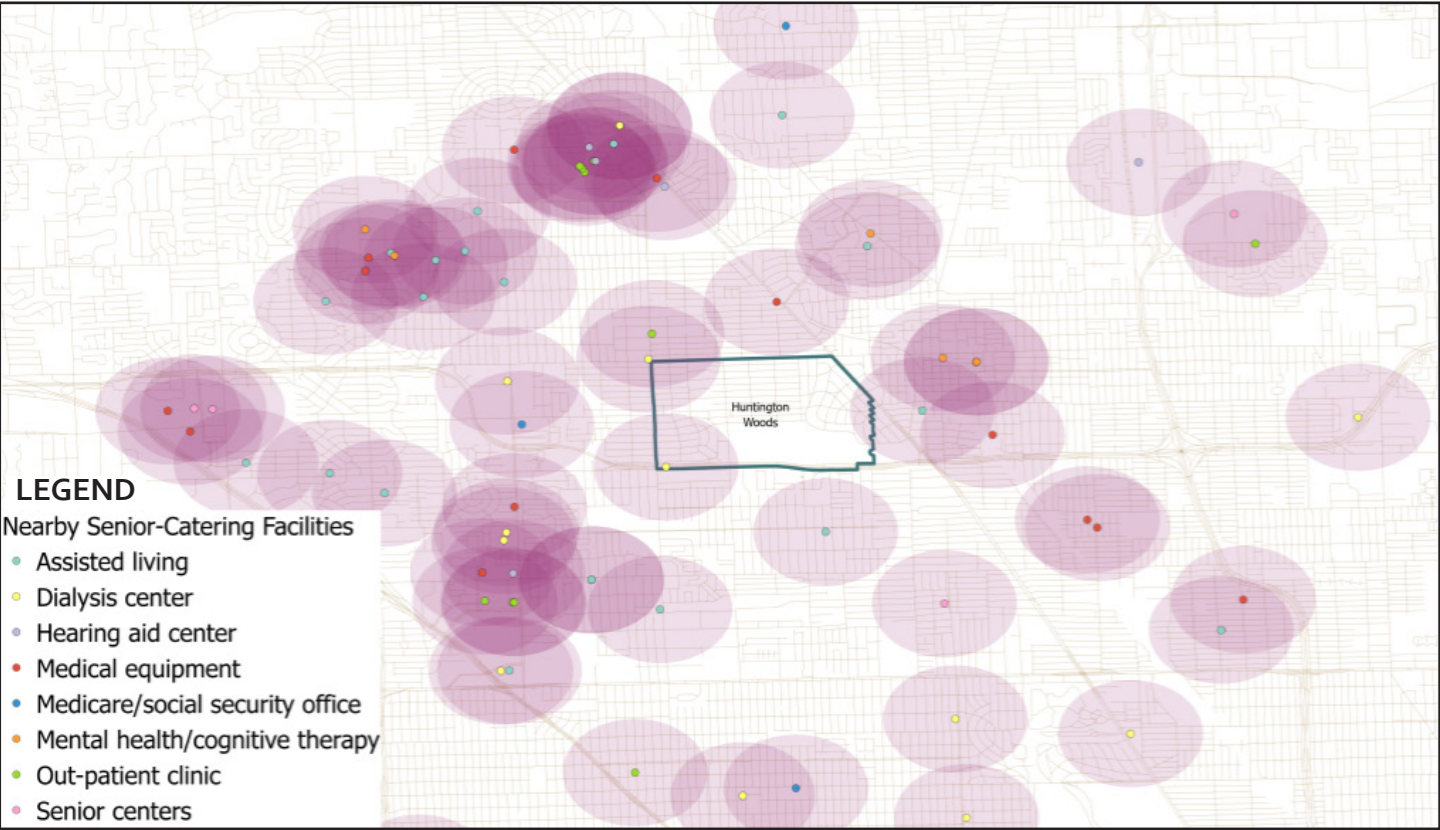 Huntington
Woods
LEGEND
Nearby Senior-Catering Facilities
Assisted living
Dialysis center
Hearing aid center
Medical equipment
Medicare/social security office
Mental health/cognitive therapy
Out-patient clinic
Senior centers